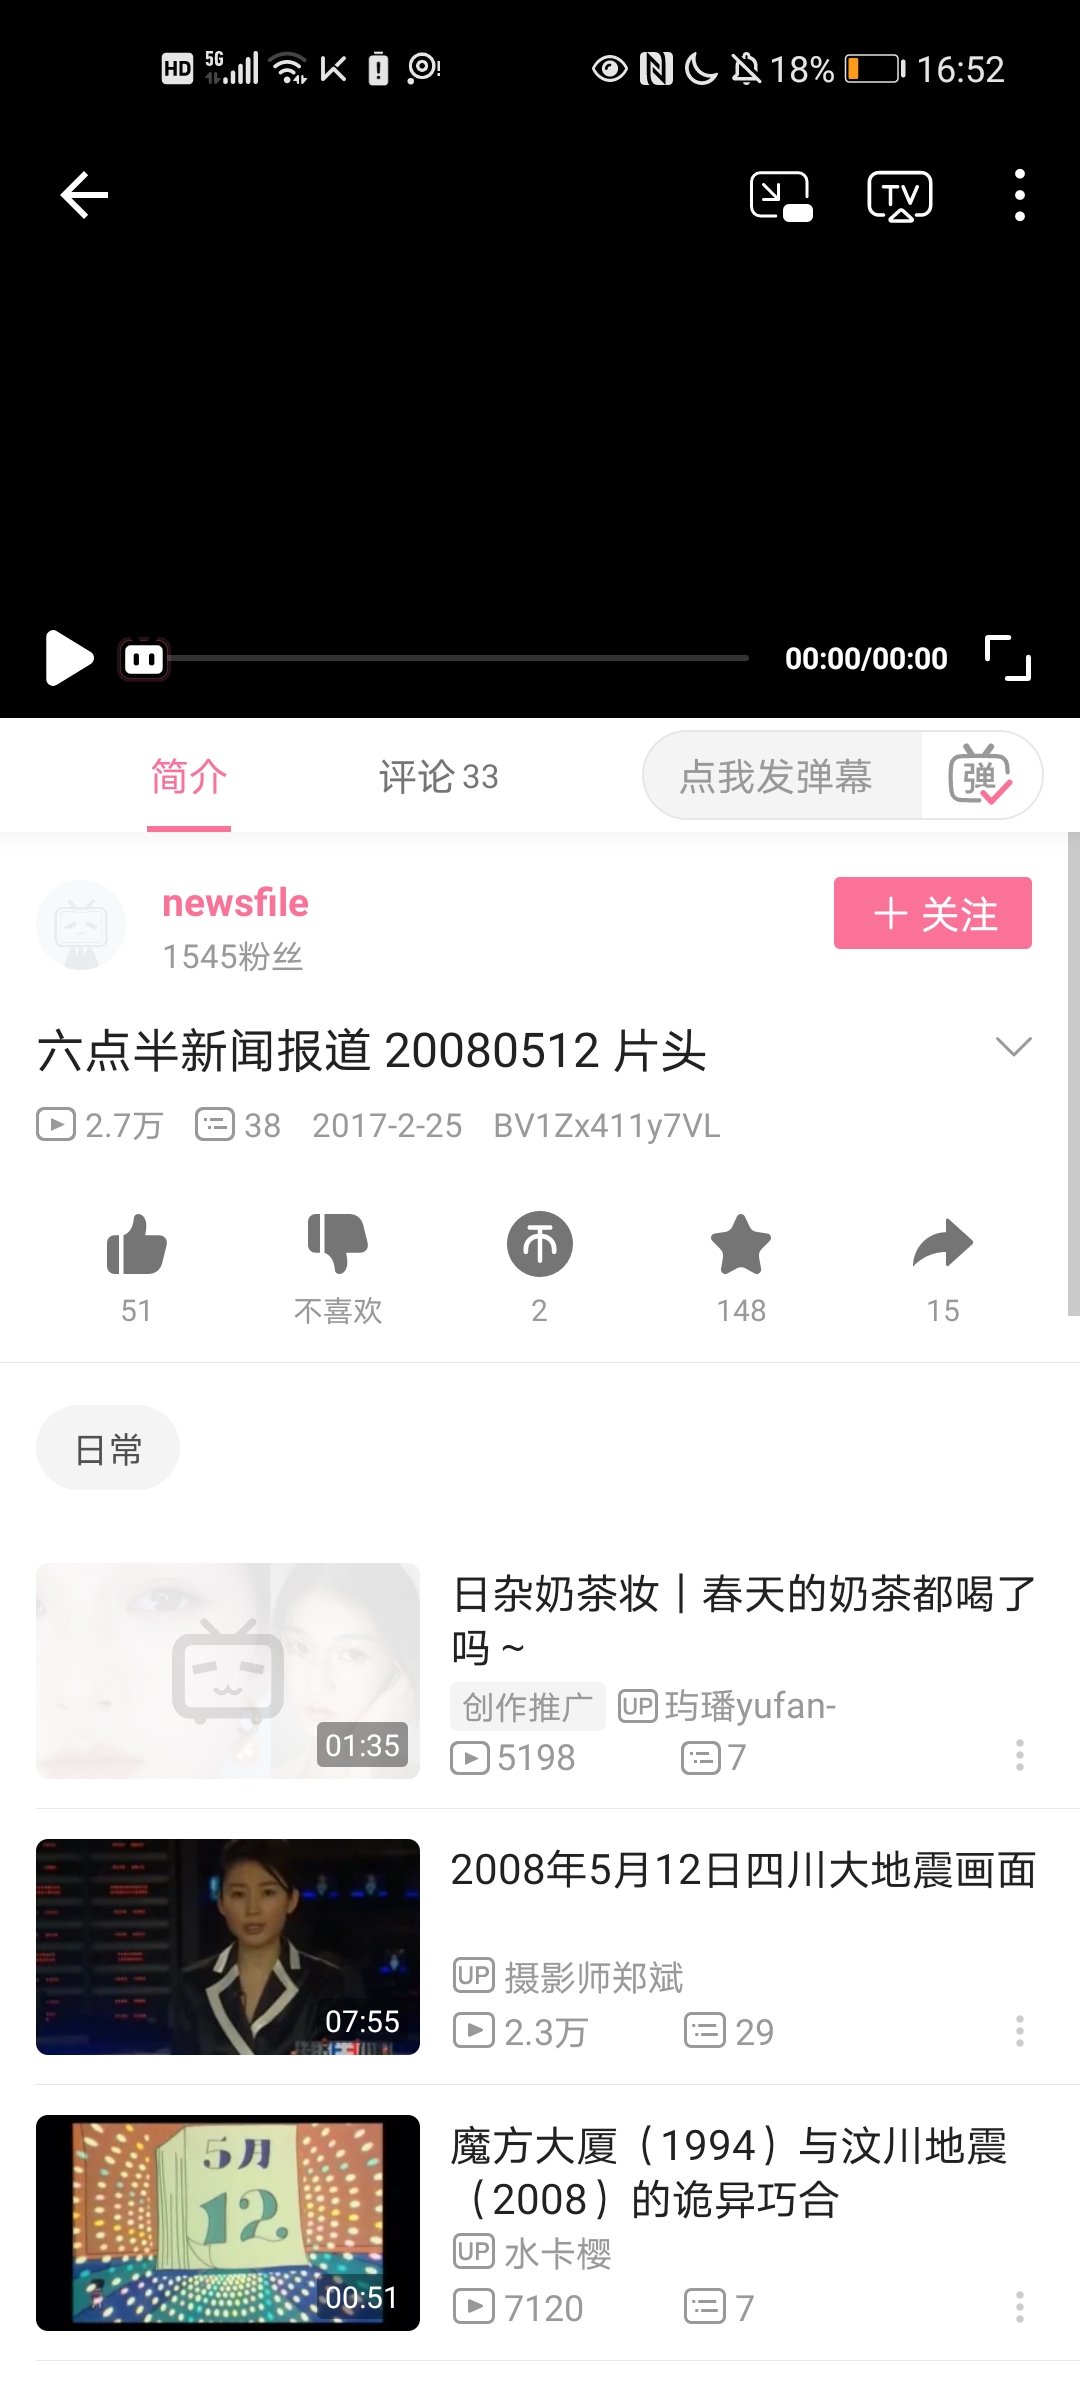 HD 5G 18% 16:52
TV
00:00/00:00
简介 评论 33 点我发弹幕 弹
newsfile
1545粉丝
+ 关注
六点半新闻报道 20080512 片头
2.7万 38 2017-2-25 BV1Zx411y7VL
51 不喜欢 2 148 15
日常
日杂奶茶妆｜春天的奶茶都喝了
吗～
创作推广 UP 玙璠yufan-
01:35
5198 7
2008年5月12日四川大地震画面
UP 摄影师郑斌
07:55
2.3万 29
5月
12
魔方大厦（1994）与汶川地震
（2008）的诡异巧合
UP 水卡樱
00:51
7120 7